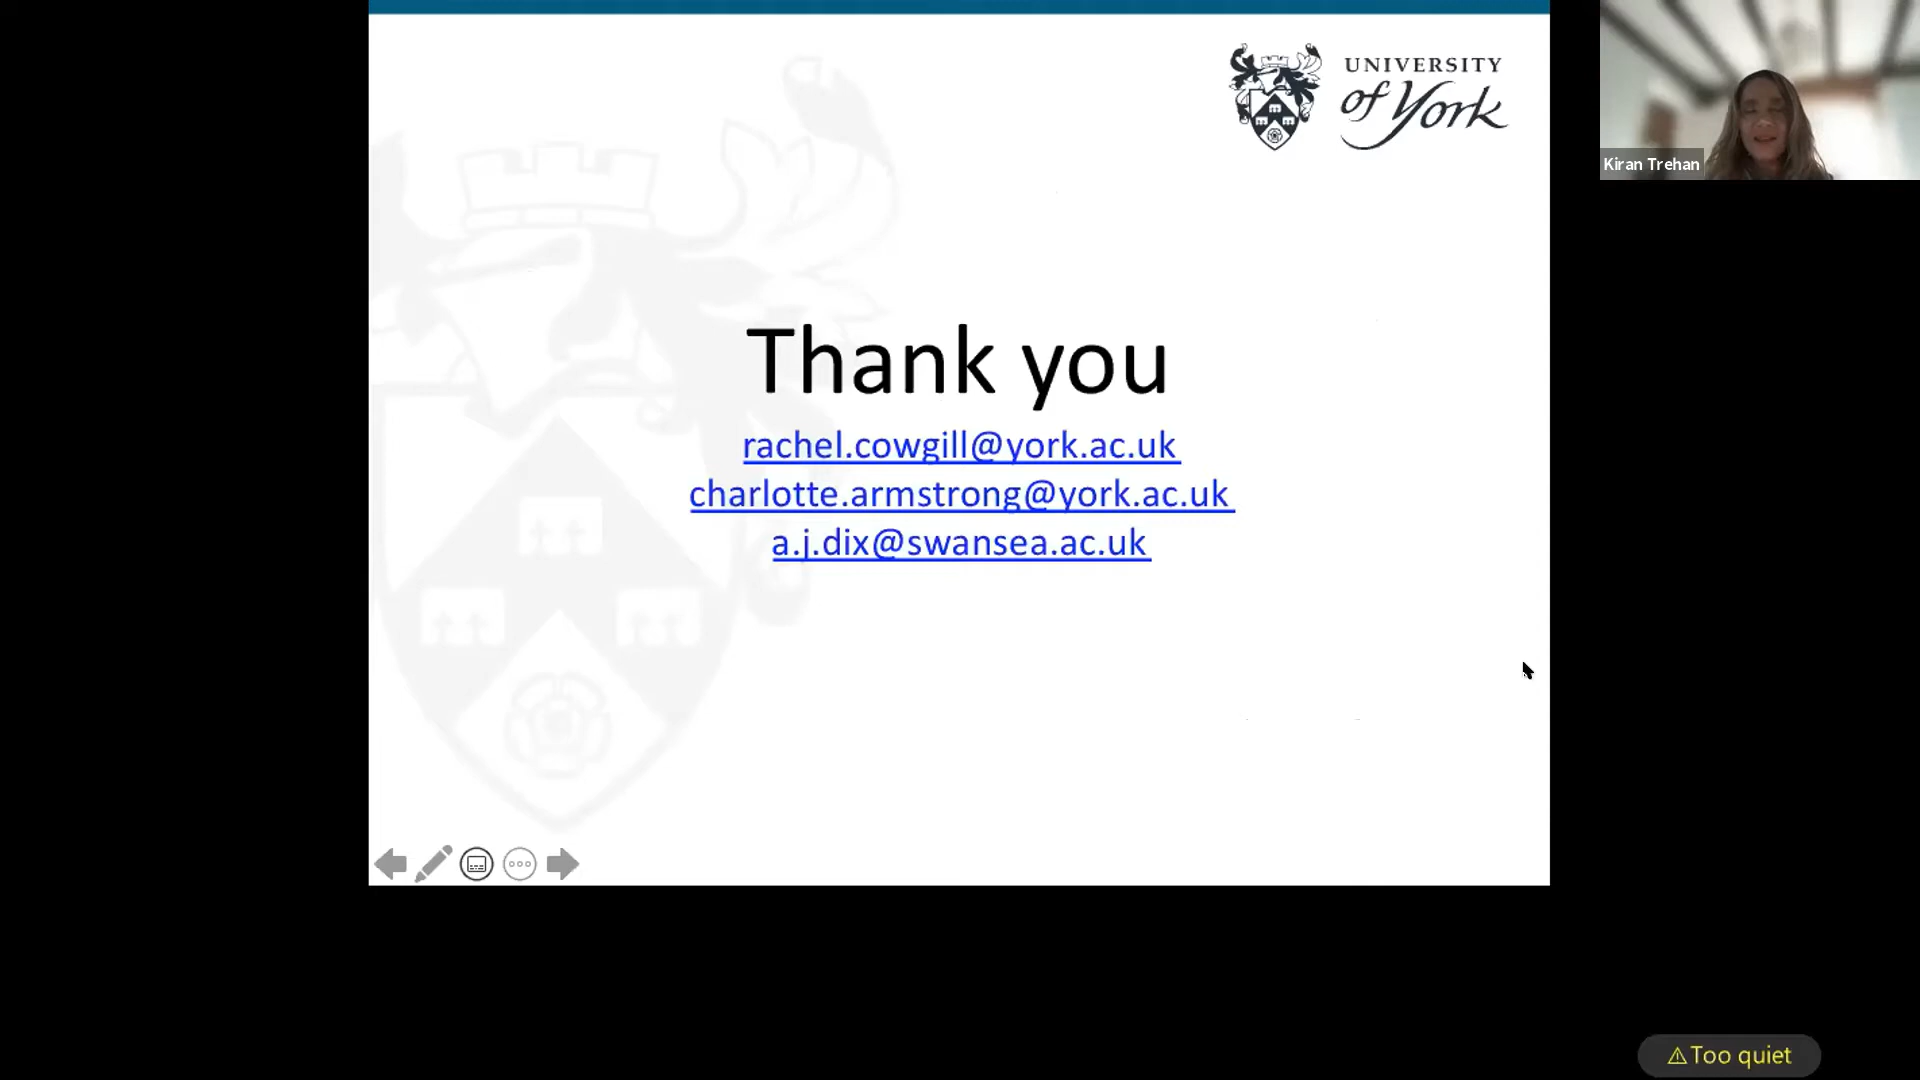 UNIVERSITY
of York
Kiran Trehan
Thank you
rachel.cowgill@york.ac.uk
charlotte.armstrong@york.ac.uk
a.j.dix@swansea.ac.uk
⚠Too quiet